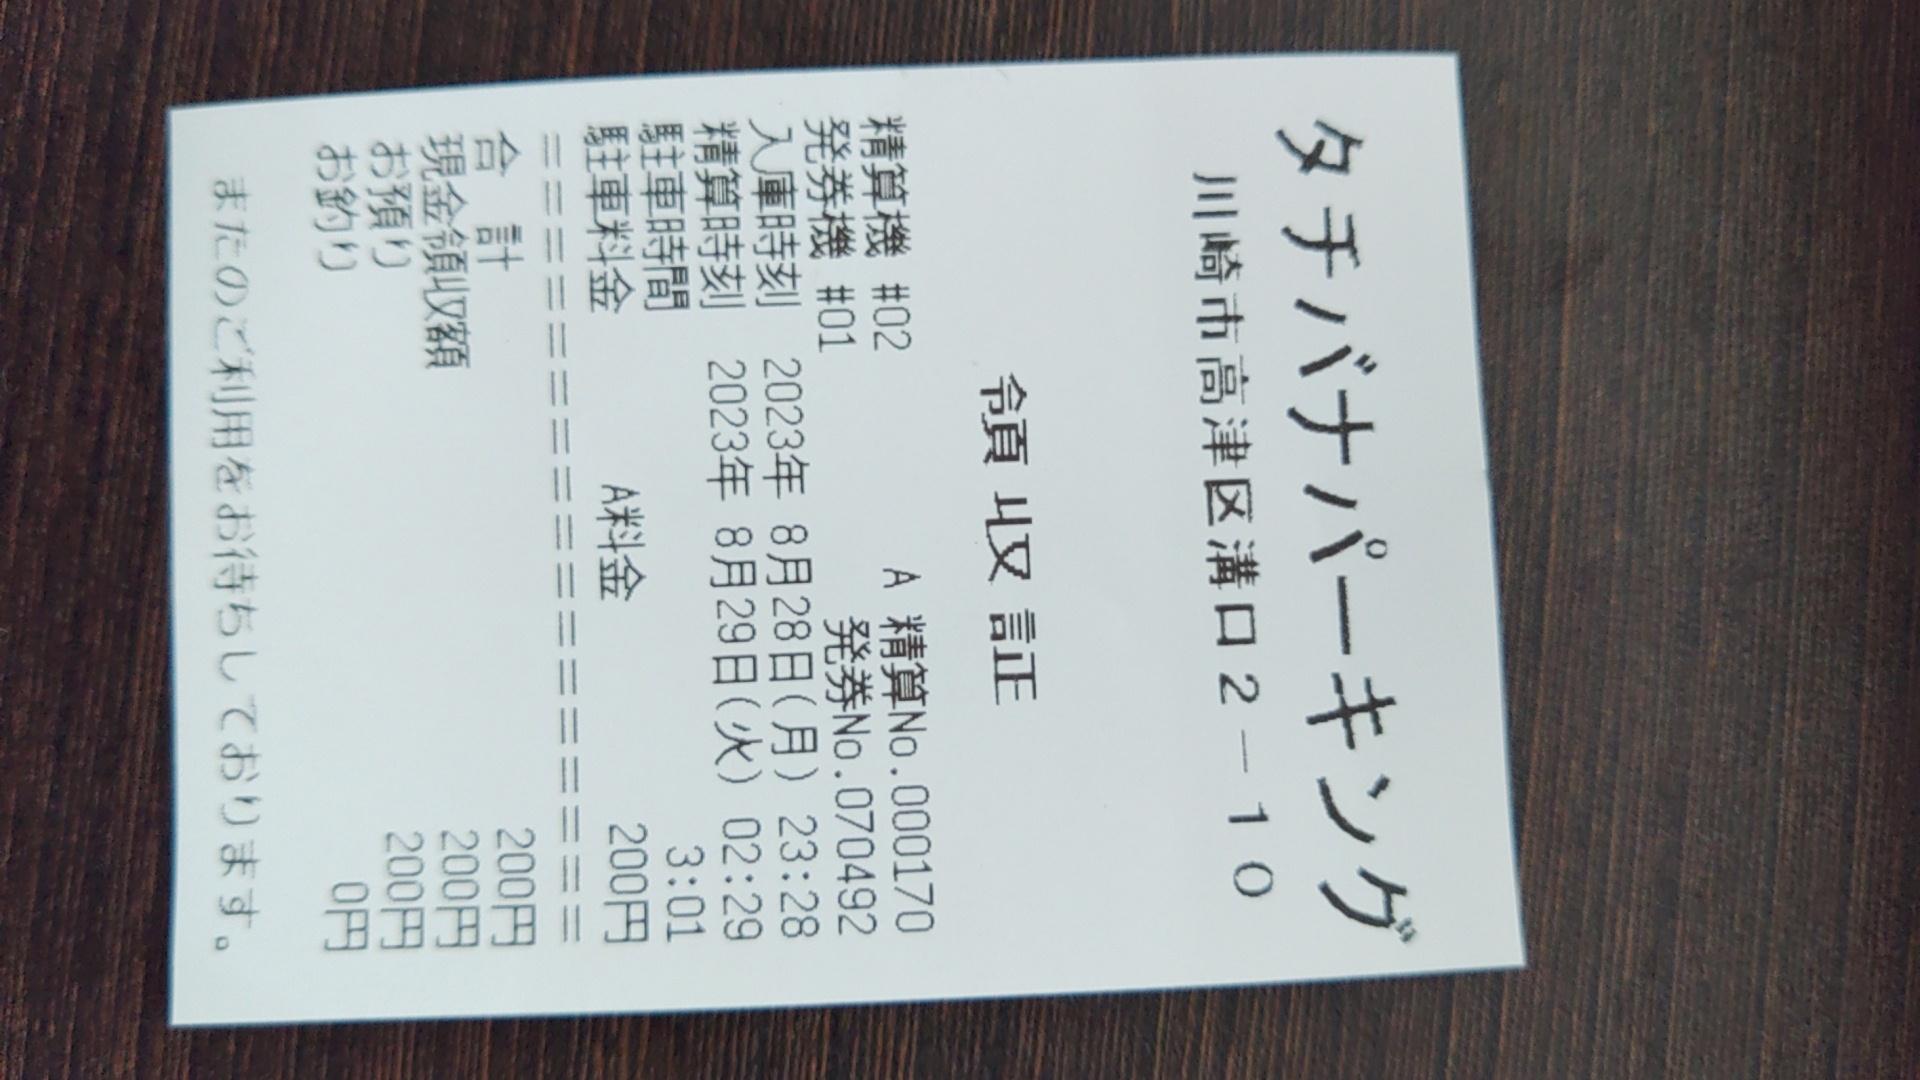 タチバナパーキング
川崎市高津区溝口２－１０
領収証
精算機 #02 A 精算No.000170
発券機 #01 発券No.070492
入庫時刻 2023年 8月28日(月) 23:28
精算時刻 2023年 8月29日(火) 02:29
駐車時間 3:01
駐車料金 A料金 200円
==================
合 計 200円
現金領収額 200円
お預り 200円
お釣り 0円
またのご利用をお待ちしております。